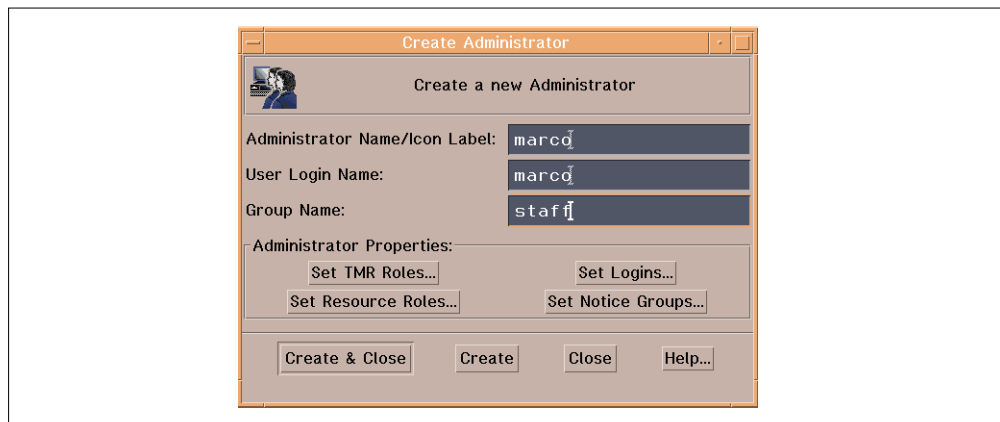 Create Administrator
Create a new Administrator
Administrator Name/Icon Label: marco
User Login Name: marco
Group Name: staff
Administrator Properties:
Set TMR Roles... Set Logins...
Set Resource Roles... Set Notice Groups...
Create & Close Create Close Help...